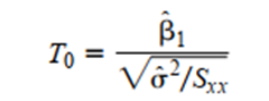 T₀ = β̂₁ / √(σ̂²/Sₓₓ)